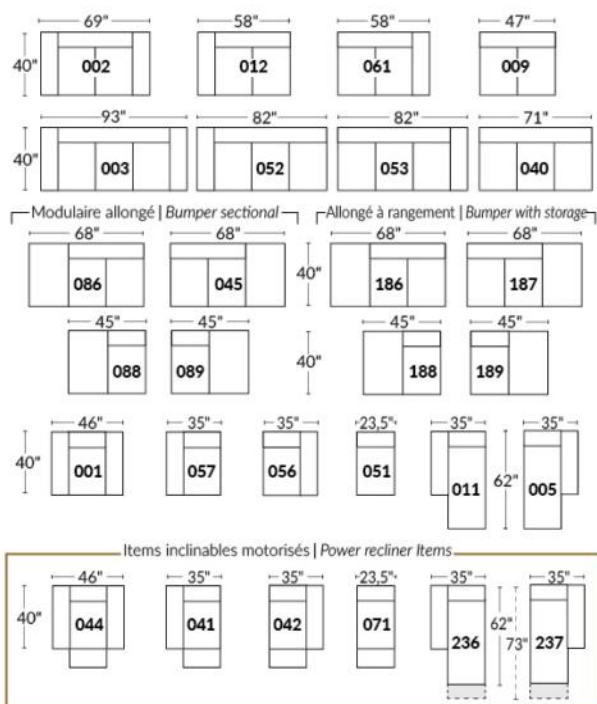 69" 58" 58" 47"
40" 002 012 061 009
93" 82" 82" 71"
40" 003 052 053 040
Modulaire allongé | Bumper sectional Allongé à rangement | Bumper with storage
68" 68" 68" 68"
086 045 40" 186 187
45" 45" 45" 45"
088 089 40" 188 189
46" 35" 35" 23,5" 35" 35"
40" 001 057 056 051 011 62" 005
Items inclinables motorisés | Power recliner Items
46" 35" 35" 23,5" 35" 35"
40" 044 041 042 071 236 62" 73" 237